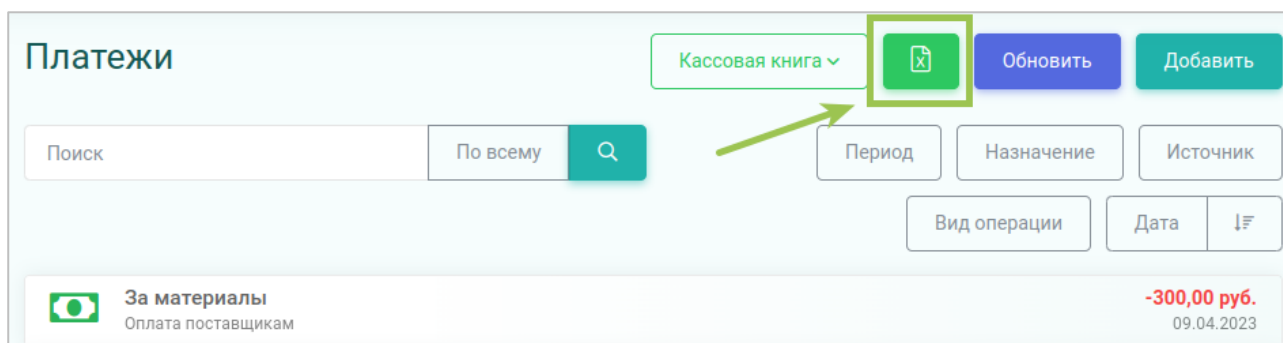 Платежи
Кассовая книга
Обновить
Добавить
Поиск
По всему
Период
Назначение
Источник
Вид операции
Дата
За материалы
-300,00 руб.
Оплата поставщикам
09.04.2023